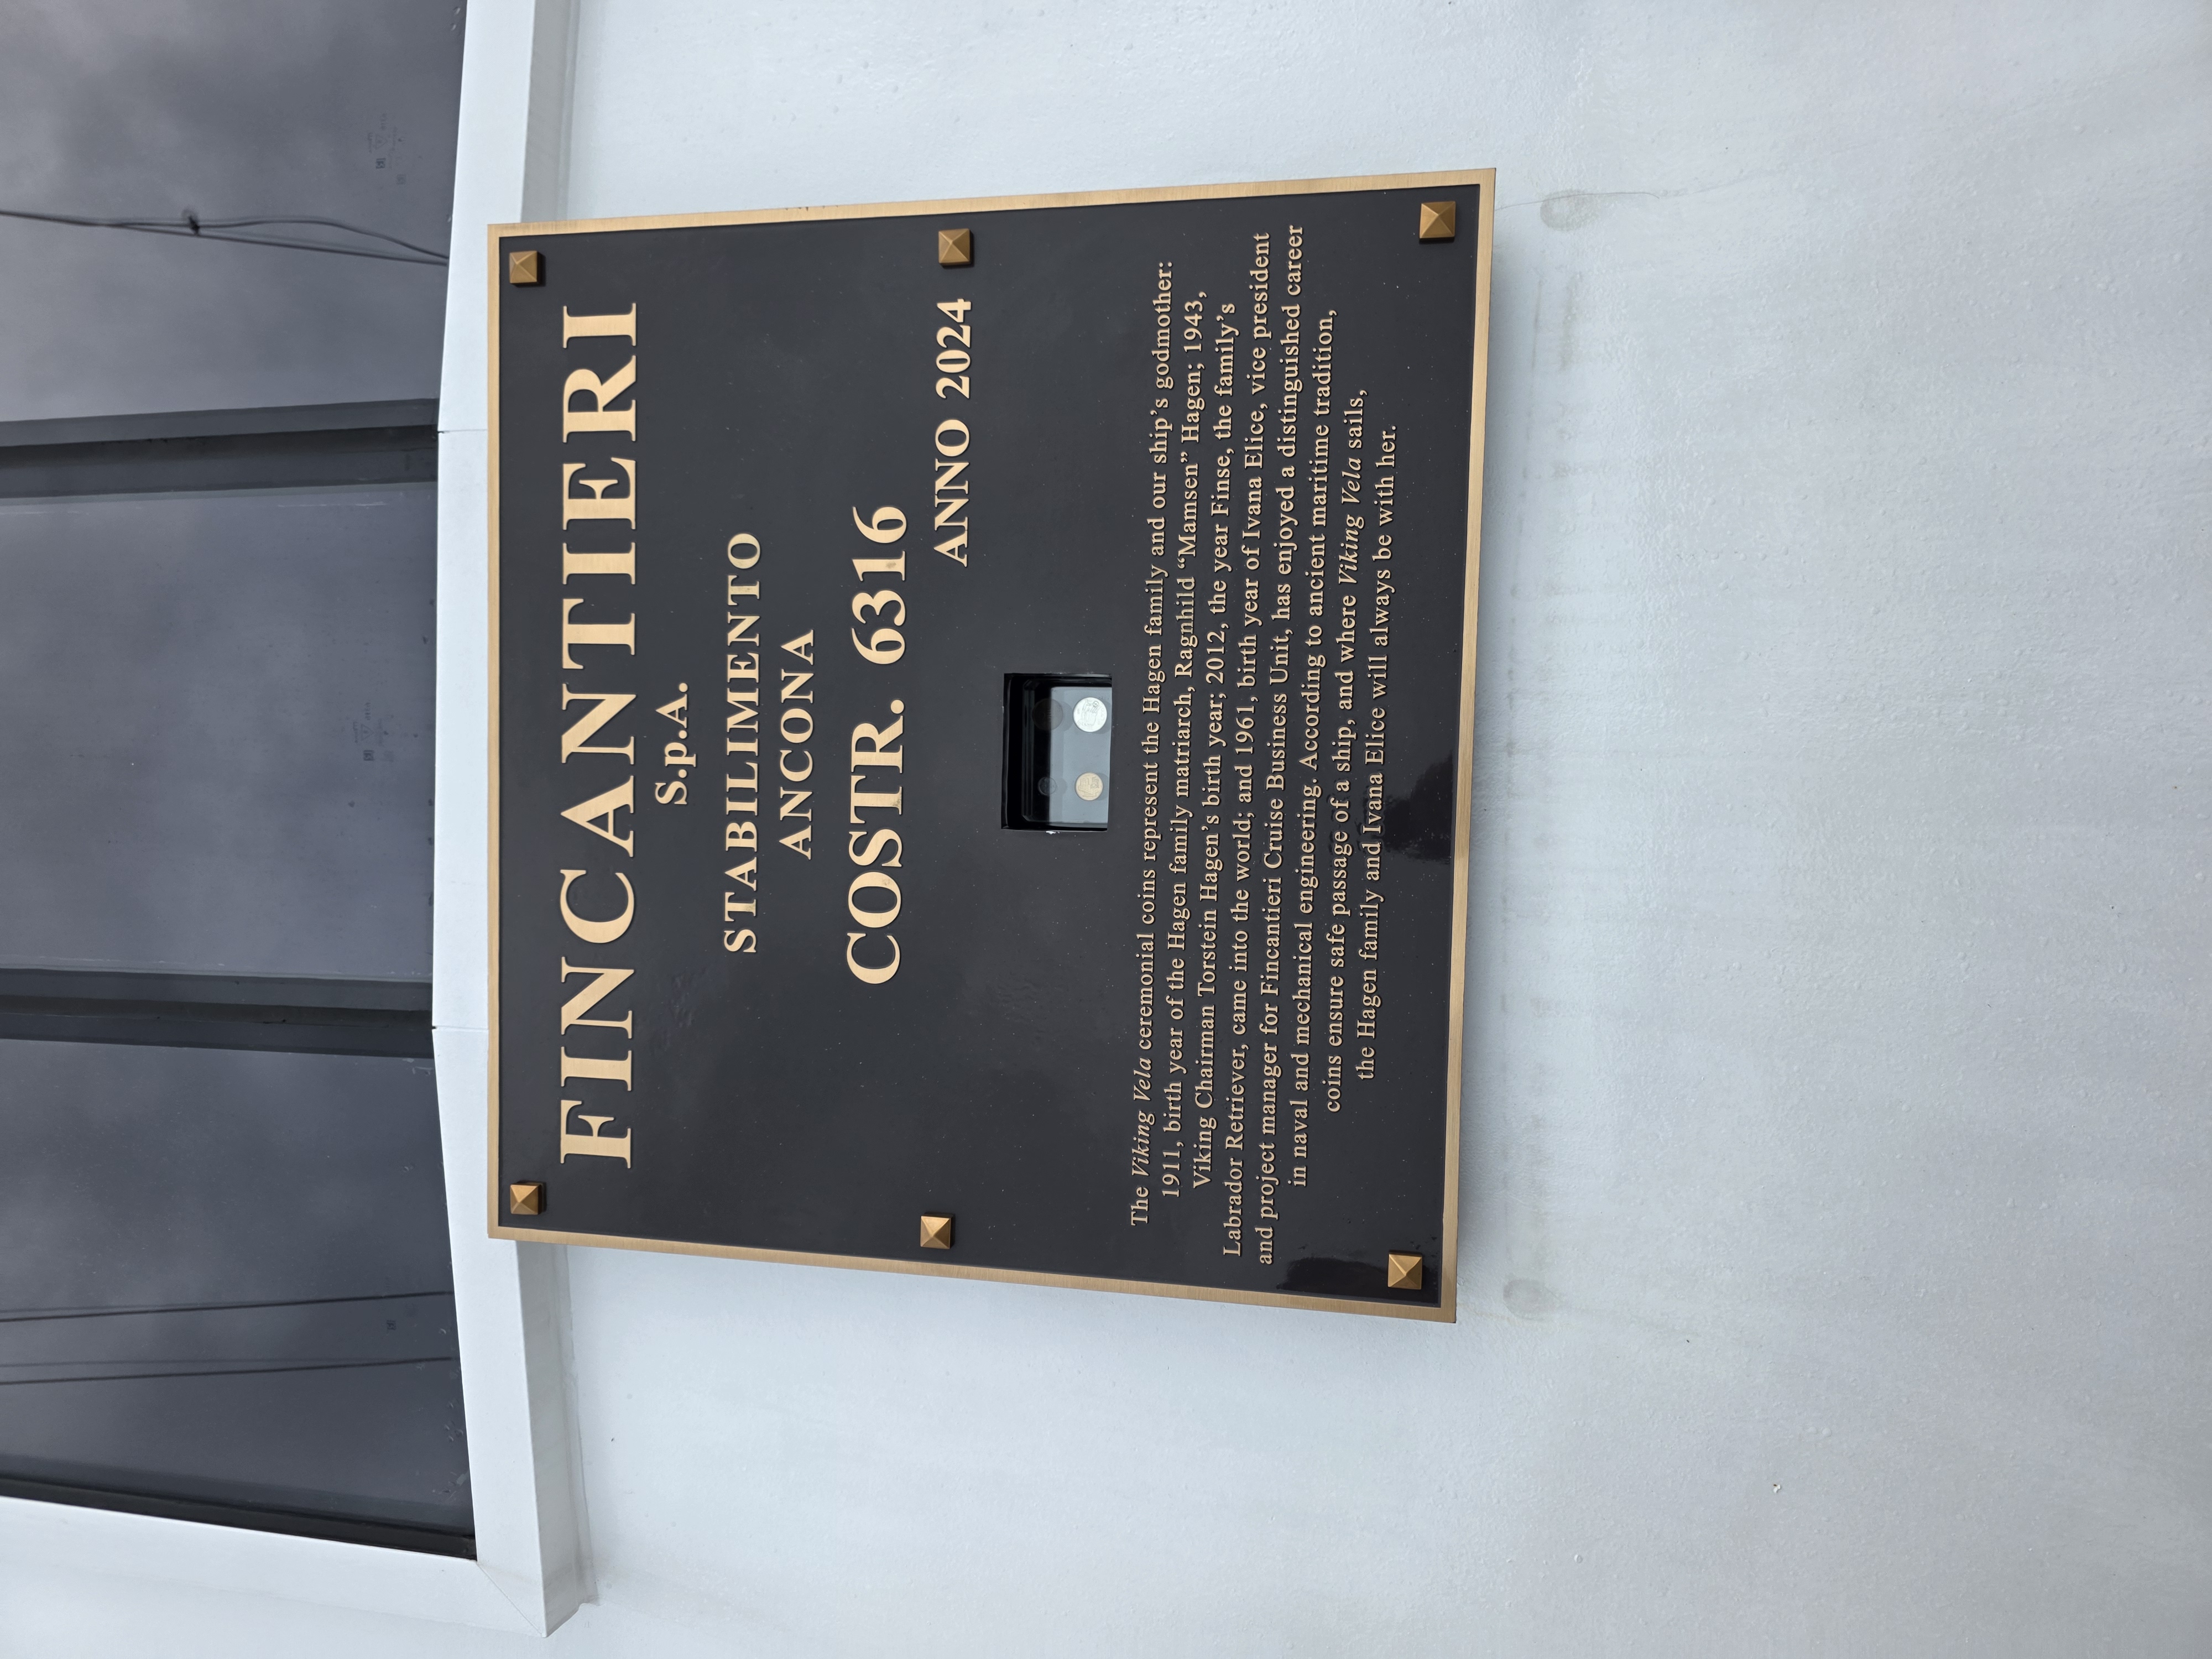 FINCANTIERI
S.p.A.
STABILIMENTO
ANCONA
COSTR. 6316
ANNO 2024
The Viking Vela ceremonial coins represent the Hagen family and our ship's godmother:
1911, birth year of the Hagen family matriarch, Ragnhild “Mamsen” Hagen; 1943,
Viking Chairman Torstein Hagen's birth year; 2012, the year Finse, the family's
Labrador Retriever, came into the world; and 1961, birth year of Ivana Elice, vice president
and project manager for Fincantieri Cruise Business Unit, has enjoyed a distinguished career
in naval and mechanical engineering. According to ancient maritime tradition,
coins ensure safe passage of a ship, and where Viking Vela sails,
the Hagen family and Ivana Elice will always be with her.